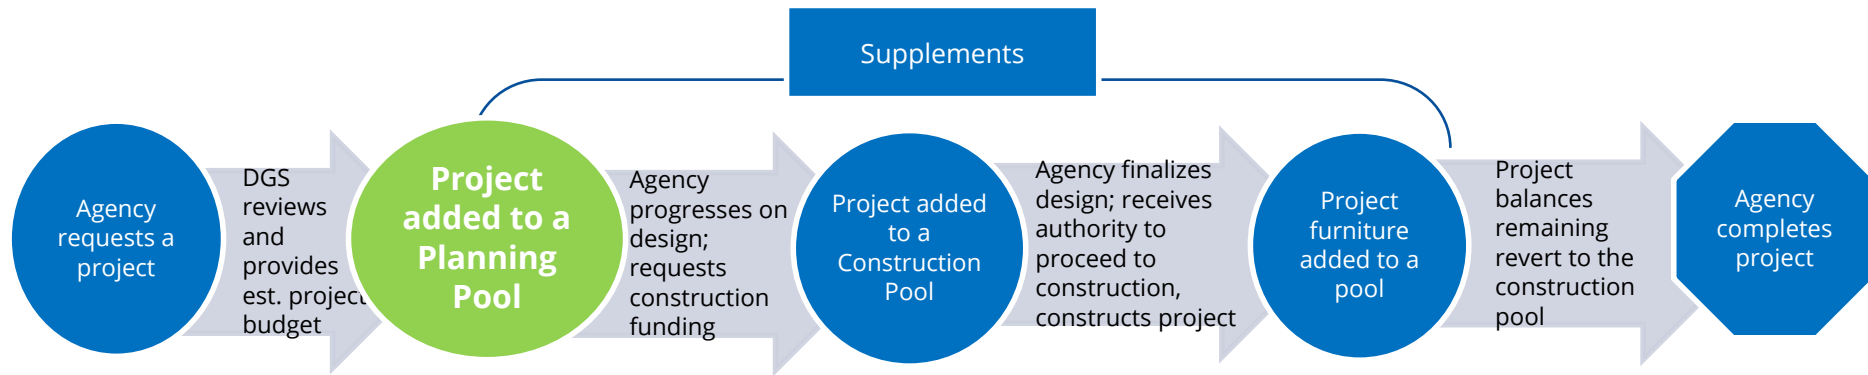 Supplements
Agency
requests a
project
DGS
reviews
and
provides
est. project
budget
Project
added to a
Planning
Pool
Agency
progresses on
design;
requests
construction
funding
Project added
to a
Construction
Pool
Agency finalizes
design; receives
authority to
proceed to
construction,
constructs project
Project
furniture
added to a
pool
Project
balances
remaining
revert to the
construction
pool
Agency
completes
project